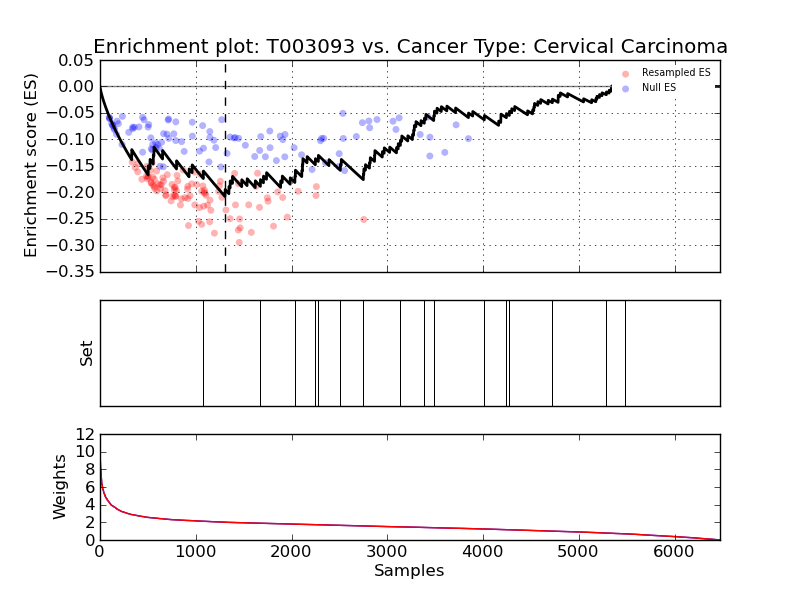 Enrichment plot: T003093 vs. Cancer Type: Cervical Carcinoma
Enrichment score (ES)
0.05
0.00
−0.05
−0.10
−0.15
−0.20
−0.25
−0.30
−0.35
Resampled ES
Null ES
Set
Weights
12
10
8
6
4
2
0
0 1000 2000 3000 4000 5000 6000
Samples